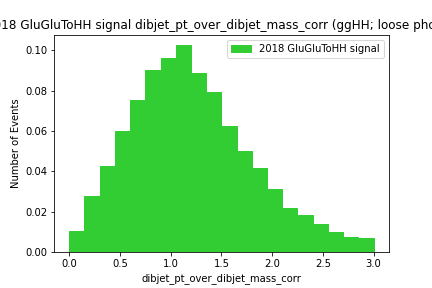 18 GluGluToHH signal dibjet_pt_over_dibjet_mass_corr (ggHH; loose pho
2018 GluGluToHH signal
0.10
0.08
0.06
0.04
0.02
0.00
Number of Events
0.0 0.5 1.0 1.5 2.0 2.5 3.0
dibjet_pt_over_dibjet_mass_corr